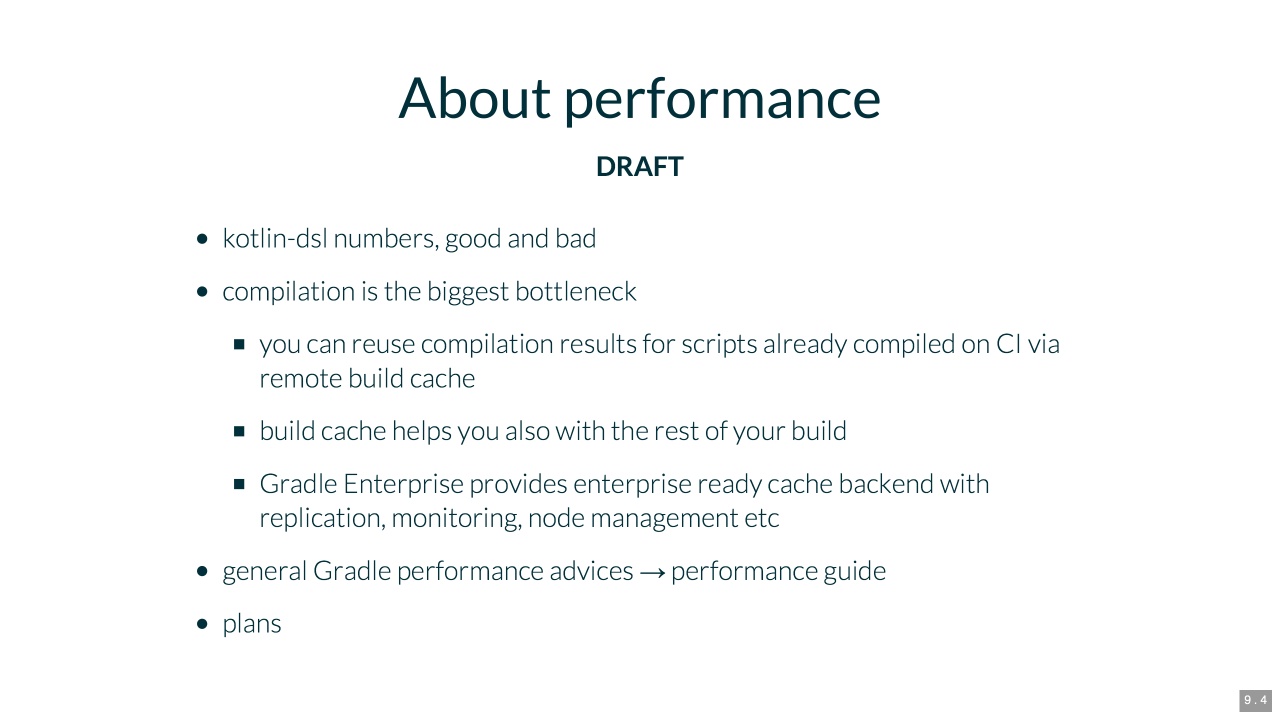 About performance
DRAFT
• kotlin-dsl numbers, good and bad
• compilation is the biggest bottleneck
▪ you can reuse compilation results for scripts already compiled on CI via
remote build cache
▪ build cache helps you also with the rest of your build
▪ Gradle Enterprise provides enterprise ready cache backend with
replication, monitoring, node management etc
• general Gradle performance advices → performance guide
• plans
9.4